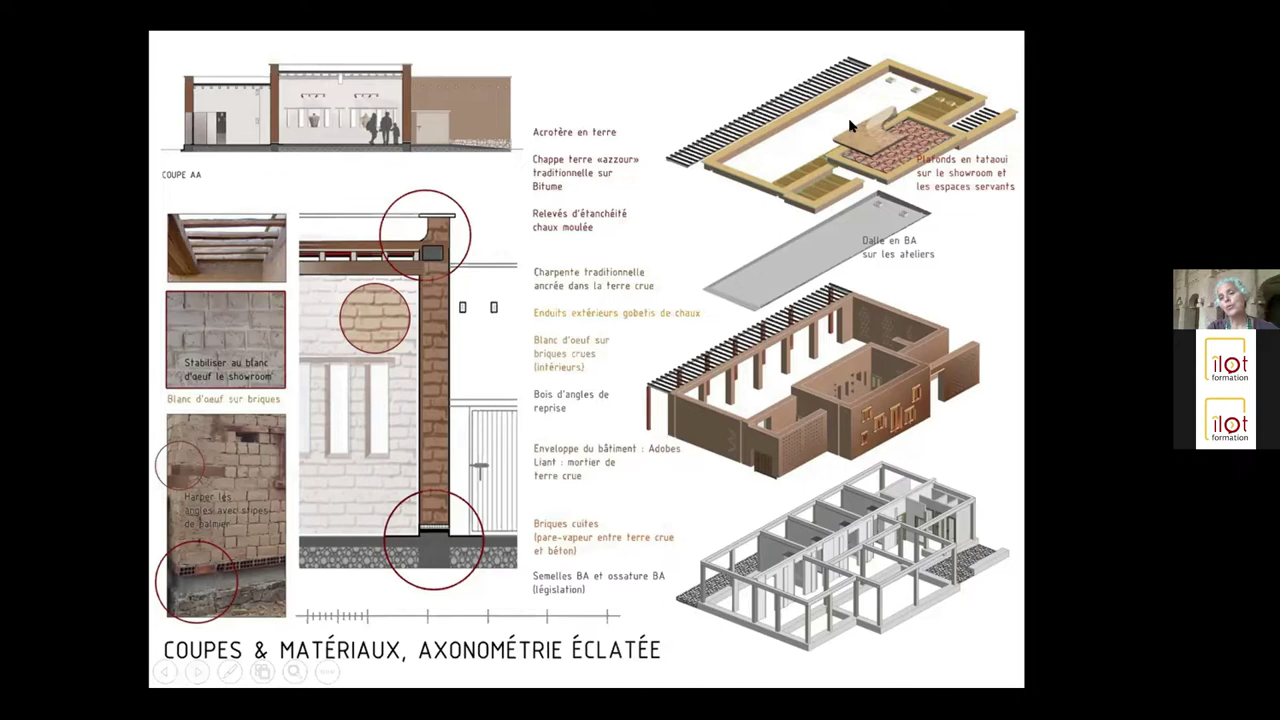 COUPE AA
Acrotère en terre
Chappe terre «azzour»
traditionnelle sur
Bitume
Relevés d'étanchéité
chaux moulée
Charpente traditionnelle
ancrée dans la terre crue
Enduits extérieurs gobetis de chaux
Blanc d'oeuf sur
briques crues
(intérieurs)
Bois d'angles de
reprise
Enveloppe du bâtiment : Adobes
Liant : mortier de
terre crue
Briques cuites
(pare-vapeur entre terre crue
et béton)
Semelles BA et ossature BA
(législation)
Stabiliser au blanc
d'oeuf le showroom
Blanc d'oeuf sur briques
Harper les
angles avec stipes
de palmier
Plafonds en tataoui
sur le showroom et
les espaces servants
Dalle en BA
sur les ateliers
COUPES & MATÉRIAUX, AXONOMÉTRIE ÉCLATÉE
îlot
formation
îlot
formation